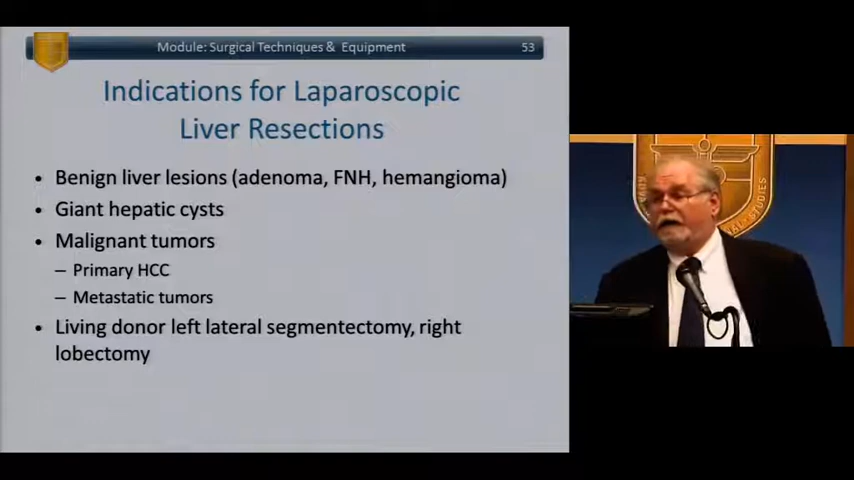 Module: Surgical Techniques & Equipment
53
Indications for Laparoscopic
Liver Resections
• Benign liver lesions (adenoma, FNH, hemangioma)
• Giant hepatic cysts
• Malignant tumors
– Primary HCC
– Metastatic tumors
• Living donor left lateral segmentectomy, right
lobectomy